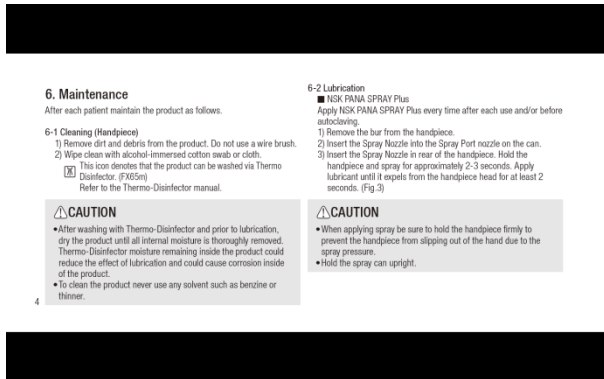 6. Maintenance
After each patient maintain the product as follows.
6-1 Cleaning (Handpiece)
1) Remove dirt and debris from the product. Do not use a wire brush.
2) Wipe clean with alcohol-immersed cotton swab or cloth.
This icon denotes that the product can be washed via Thermo
Disinfector. (FX65m)
Refer to the Thermo-Disinfector manual.
CAUTION
•After washing with Thermo-Disinfector and prior to lubrication,
dry the product until all internal moisture is thoroughly removed.
Thermo-Disinfector moisture remaining inside the product could
reduce the effect of lubrication and could cause corrosion inside
of the product.
•To clean the product never use any solvent such as benzine or
thinner.
4
6-2 Lubrication
■ NSK PANA SPRAY Plus
Apply NSK PANA SPRAY Plus every time after each use and/or before
autoclaving.
1) Remove the bur from the handpiece.
2) Insert the Spray Nozzle into the Spray Port nozzle on the can.
3) Insert the Spray Nozzle in rear of the handpiece. Hold the
handpiece and spray for approximately 2-3 seconds. Apply
lubricant until it expels from the handpiece head for at least 2
seconds. (Fig.3)
CAUTION
•When applying spray be sure to hold the handpiece firmly to
prevent the handpiece from slipping out of the hand due to the
spray pressure.
•Hold the spray can upright.